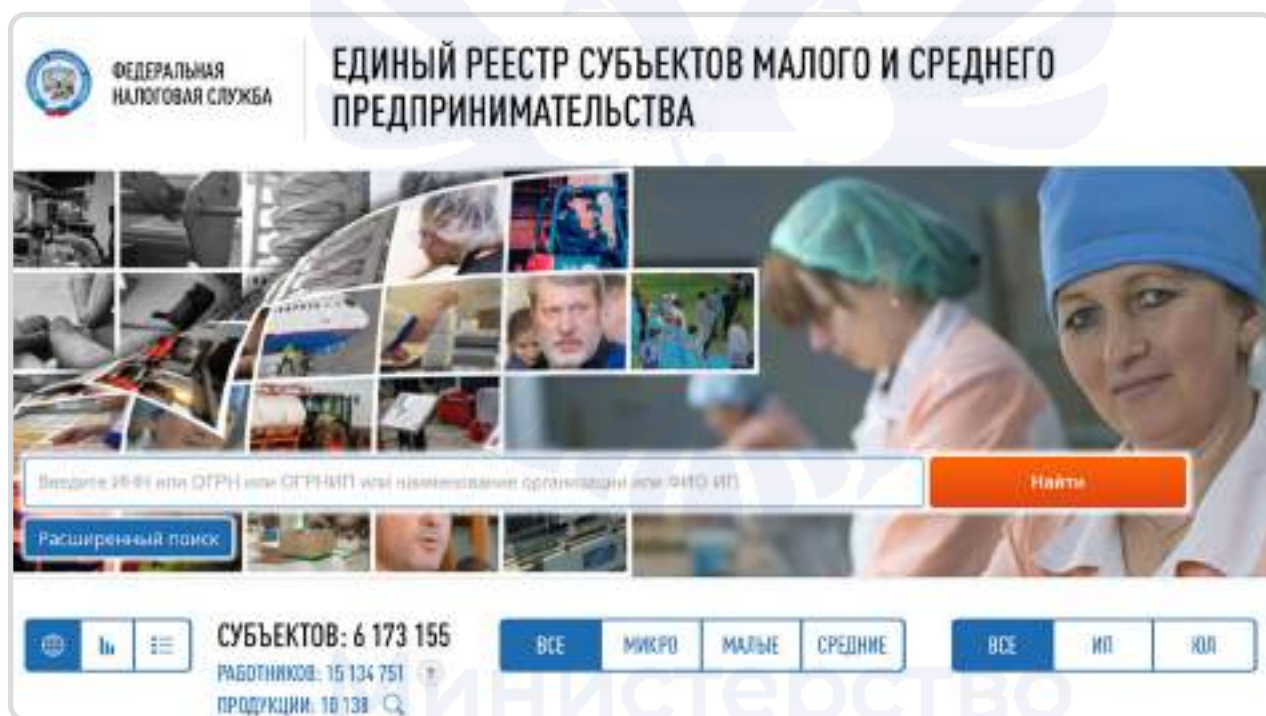 ФЕДЕРАЛЬНАЯ
НАЛОГОВАЯ СЛУЖБА
ЕДИНЫЙ РЕЕСТР СУБЪЕКТОВ МАЛОГО И СРЕДНЕГО
ПРЕДПРИНИМАТЕЛЬСТВА
Введите ИНН или ОГРН или ОГРНИП или наименование организации или ФИО ИП
Найти
Расширенный поиск
СУБЪЕКТОВ: 6 173 155
ВСЕ МИКРО МАЛЫЕ СРЕДНИЕ
ВСЕ ИП ЮЛ
РАБОТНИКОВ: 15 134 751 ?
ПРОДУКЦИИ: 10 138
Министерство